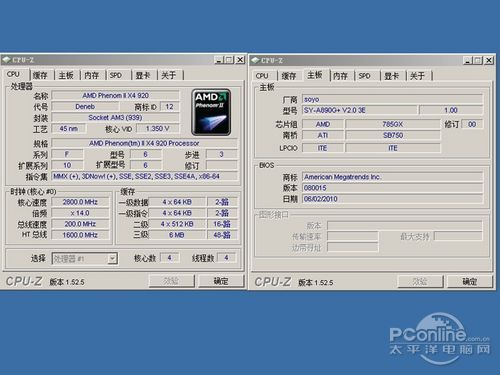 CPU-Z
CPU 缓存 主板 内存 SPD 显卡 关于
处理器
名称 AMD Phenom II X4 920
代号 Deneb 商标 ID 12
封装 Socket AM3 (939)
工艺 45 nm 核心 VID 1.350 V
AMD
Phenom II
规格 AMD Phenom(tm) II X4 920 Processor
系列 F 型号 6 步进 3
扩展系列 10 扩展型号 6 修订
指令集 MMX (+), 3DNow! (+), SSE, SSE2, SSE3, SSE4A, x86-64
时钟 (核心 #0)
核心速度 2800.0 MHz
倍频 x 14.0
总线速度 200.0 MHz
HT 总线 1600.0 MHz
缓存
一级数据 4 x 64 KB 2-路
一级指令 4 x 64 KB 2-路
二级 4 x 512 KB 16-路
三级 6 MB 48-路
选择 处理器 #1 核心数 4 线程数 4
CPU-Z 版本 1.52.5 确定
CPU-Z
CPU 缓存 主板 内存 SPD 显卡 关于
主板
厂商 soyo
型号 SY-A890G+ V2.0 3E 1.00
芯片组 AMD 785GX 修订 00
南桥 ATI SB750
LPCIO ITE ITE
BIOS
商标 American Megatrends Inc.
版本 080015
日期 06/02/2010
图形接口
版本
传输速率 最大支持
边带寻址
CPU-Z 版本 1.52.5 确定
PConline.com.cn
太平洋电脑网